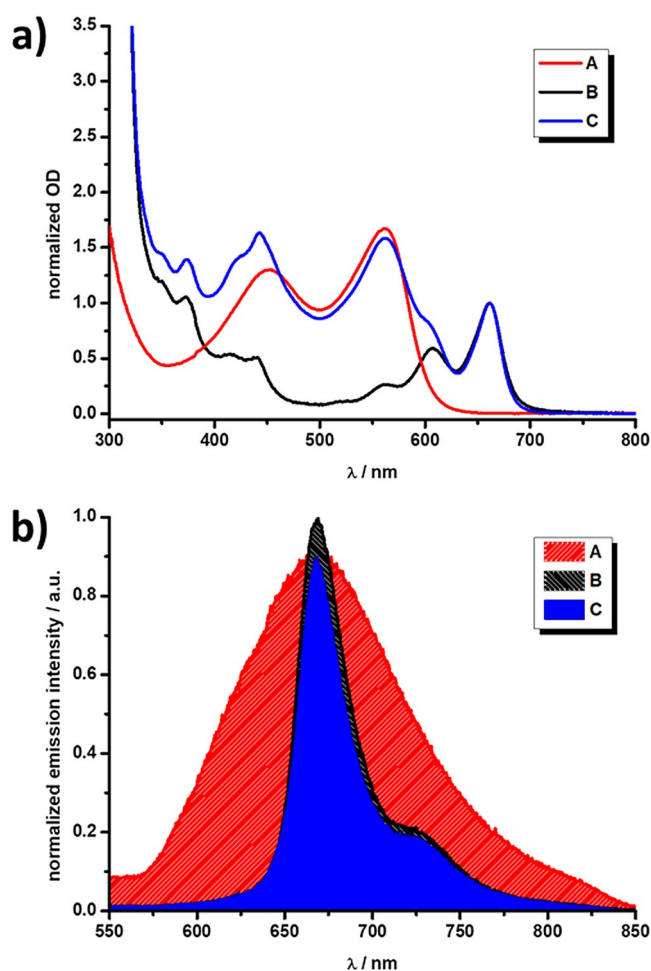 a)
3.5
3.0
2.5
2.0
1.5
1.0
0.5
0.0
normalized OD
A
B
C
300 400 500 600 700 800
λ / nm
b)
1.0
0.8
0.6
0.4
0.2
0.0
normalized emission intensity / a.u.
A
B
C
550 600 650 700 750 800 850
λ / nm